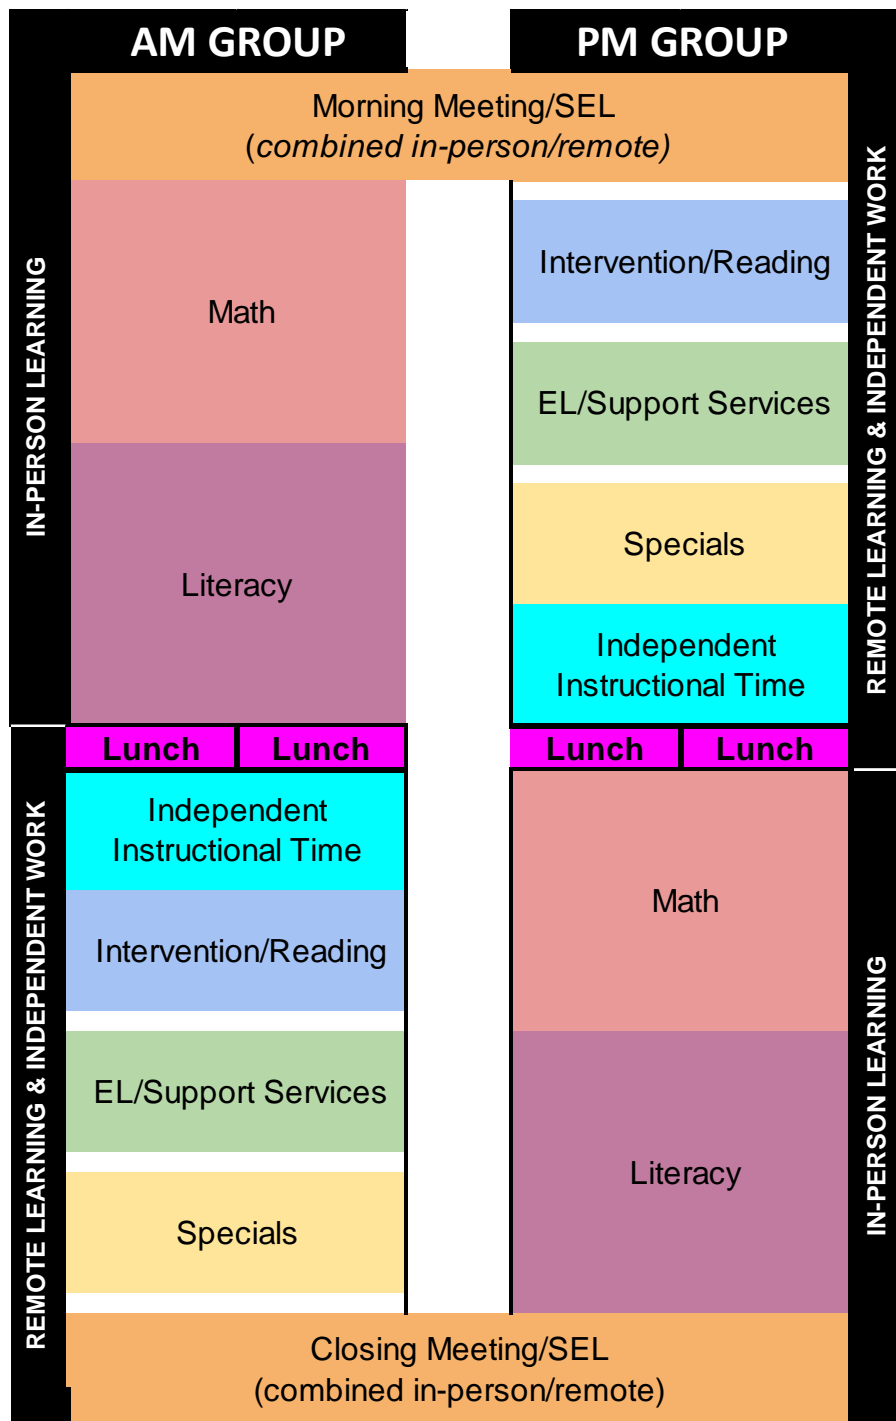 AM GROUP
PM GROUP
Morning Meeting/SEL
(combined in-person/remote)
IN-PERSON LEARNING
Math
Literacy
Intervention/Reading
EL/Support Services
Specials
Independent
Instructional Time
REMOTE LEARNING & INDEPENDENT WORK
Lunch Lunch
Lunch Lunch
REMOTE LEARNING & INDEPENDENT WORK
Independent
Instructional Time
Intervention/Reading
EL/Support Services
Specials
Math
Literacy
IN-PERSON LEARNING
Closing Meeting/SEL
(combined in-person/remote)